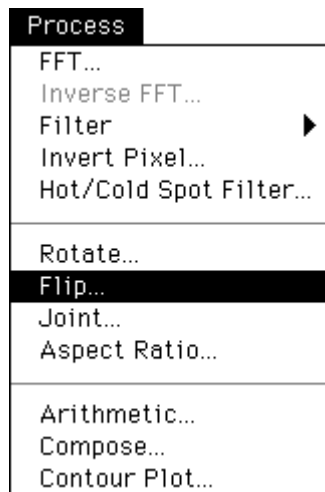 Process
FFT...
Inverse FFT...
Filter
Invert Pixel...
Hot/Cold Spot Filter...
Rotate...
Flip...
Joint...
Aspect Ratio...
Arithmetic...
Compose...
Contour Plot...